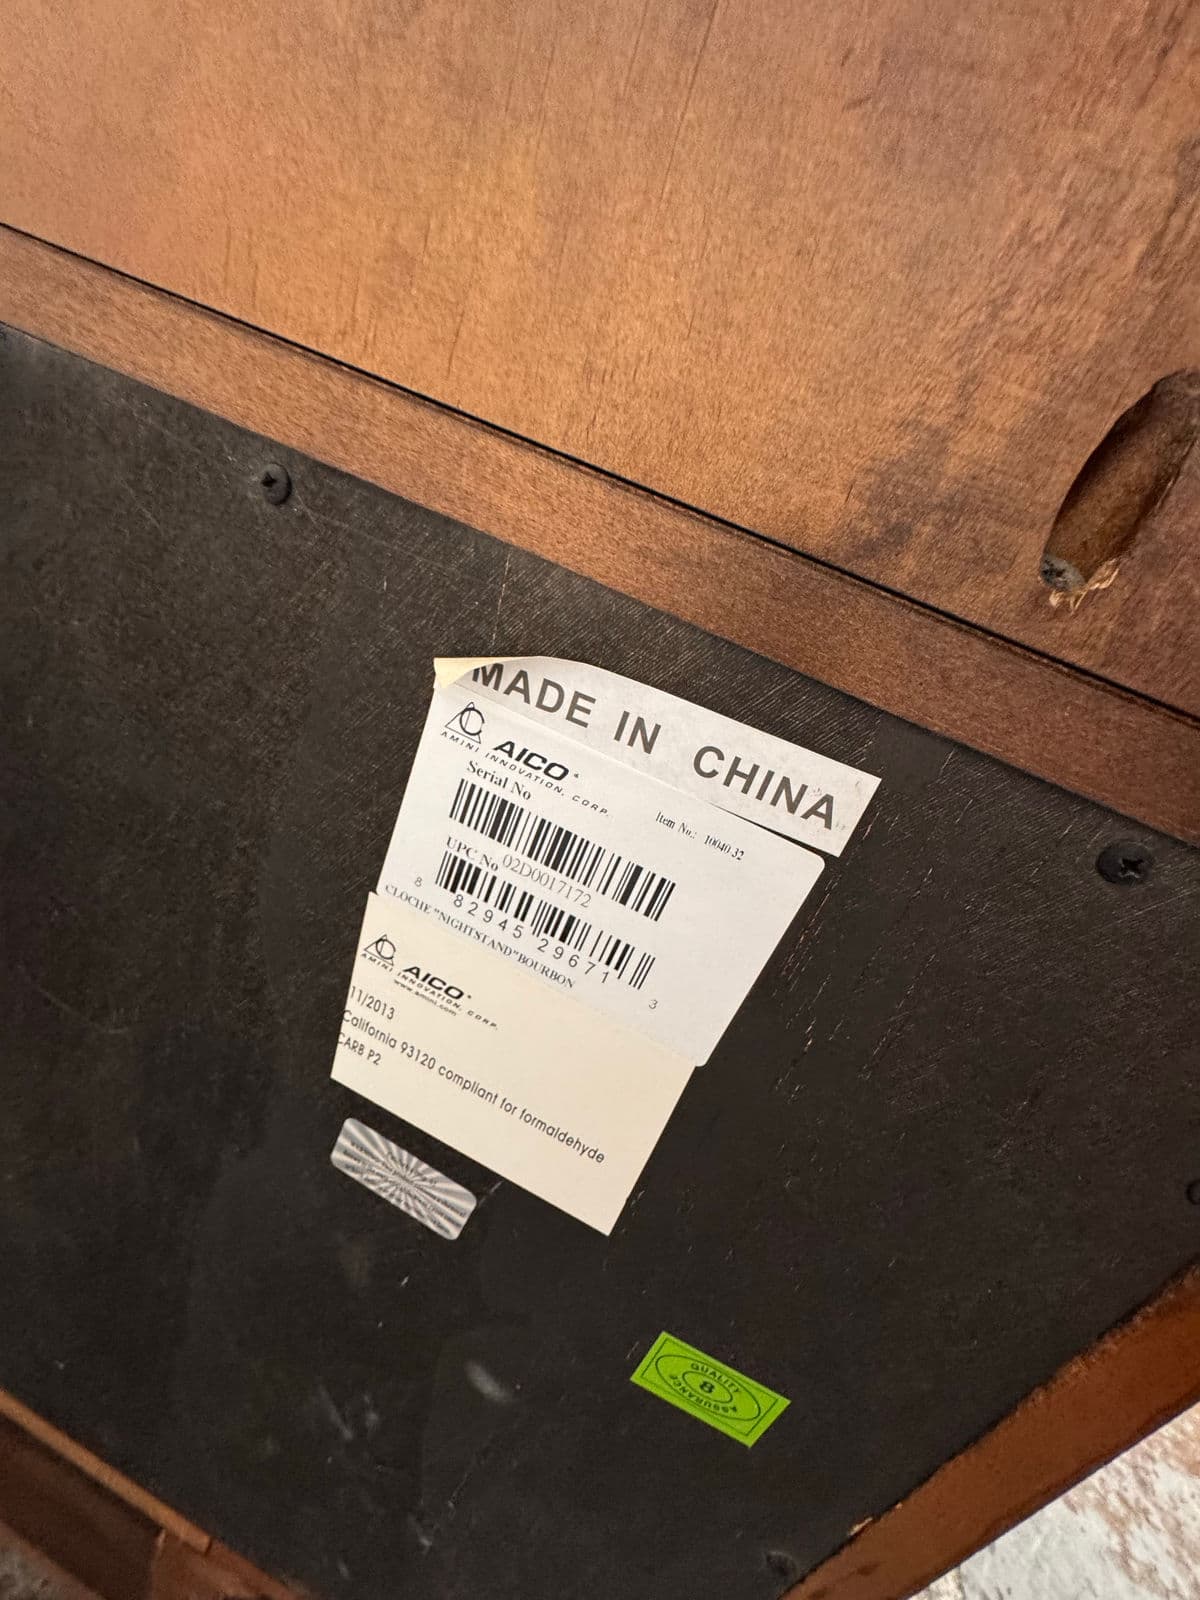 MADE IN CHINA
AICO
AMINI INNOVATION, CORP.
Serial No
Item No.: 10040 32
02D0017172
UPC No
8 82945 29671 3
CLOCHE "NIGHTSTAND"BOURBON
AICO
AMINI INNOVATION, CORP.
www.amini.com
11/2013
California 93120 compliant for formaldehyde
CARB P2
QUALITY
8
ASSURANCE